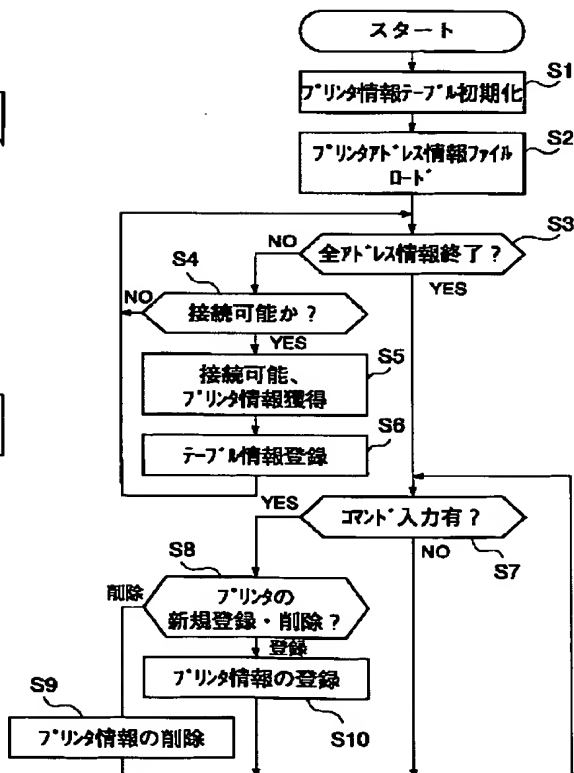 スタート
S1
プリンタ情報テーブル初期化
S2
プリンタアドレス情報ファイル
ロード
S3
全アドレス情報終了？
NO
YES
S4
接続可能か？
NO
YES
S5
接続可能、
プリンタ情報獲得
S6
テーブル情報登録
YES
コマンド入力有？
S7
NO
S8
プリンタの
新規登録・削除？
削除
登録
S9
プリンタ情報の削除
プリンタ情報の登録
S10